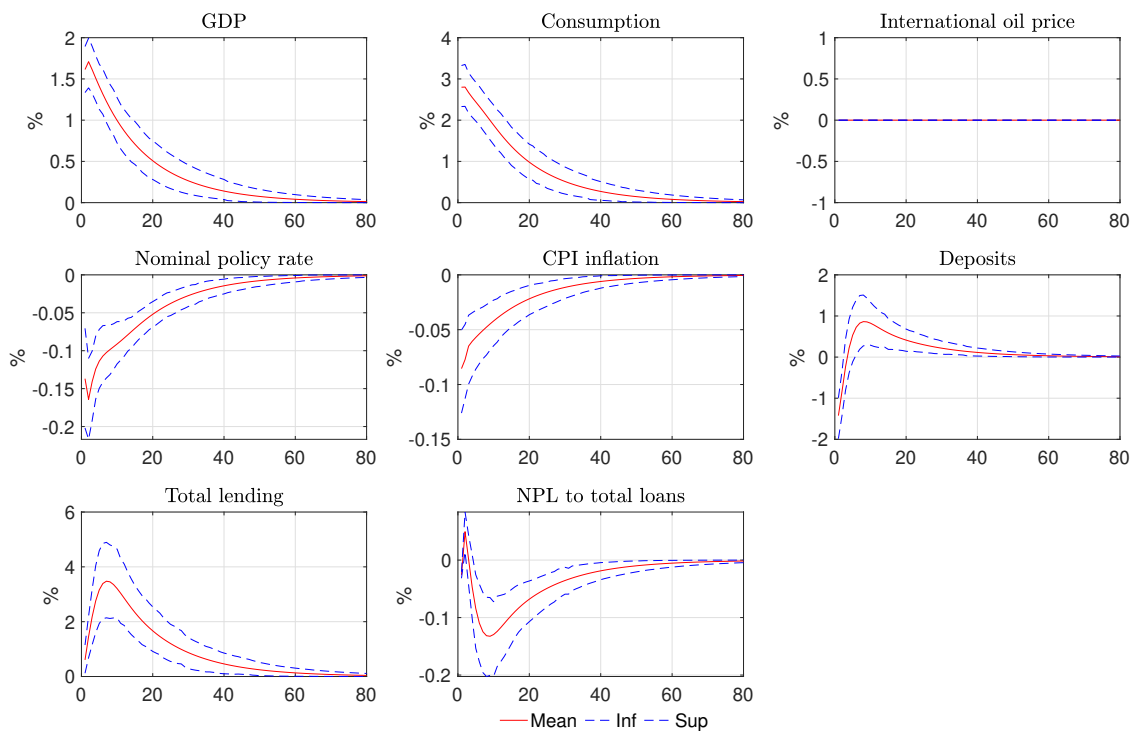 GDP
2
1.5
1
0.5
0
%
0 20 40 60 80
Consumption
4
3
2
1
0
%
0 20 40 60 80
International oil price
1
0.5
0
-0.5
-1
%
0 20 40 60 80
Nominal policy rate
0
-0.05
-0.1
-0.15
-0.2
%
0 20 40 60 80
CPI inflation
0
-0.05
-0.1
-0.15
%
0 20 40 60 80
Deposits
2
1
0
-1
-2
%
0 20 40 60 80
Total lending
6
4
2
0
%
0 20 40 60 80
NPL to total loans
0
-0.1
-0.2
%
0 20 40 60 80
Mean Inf Sup